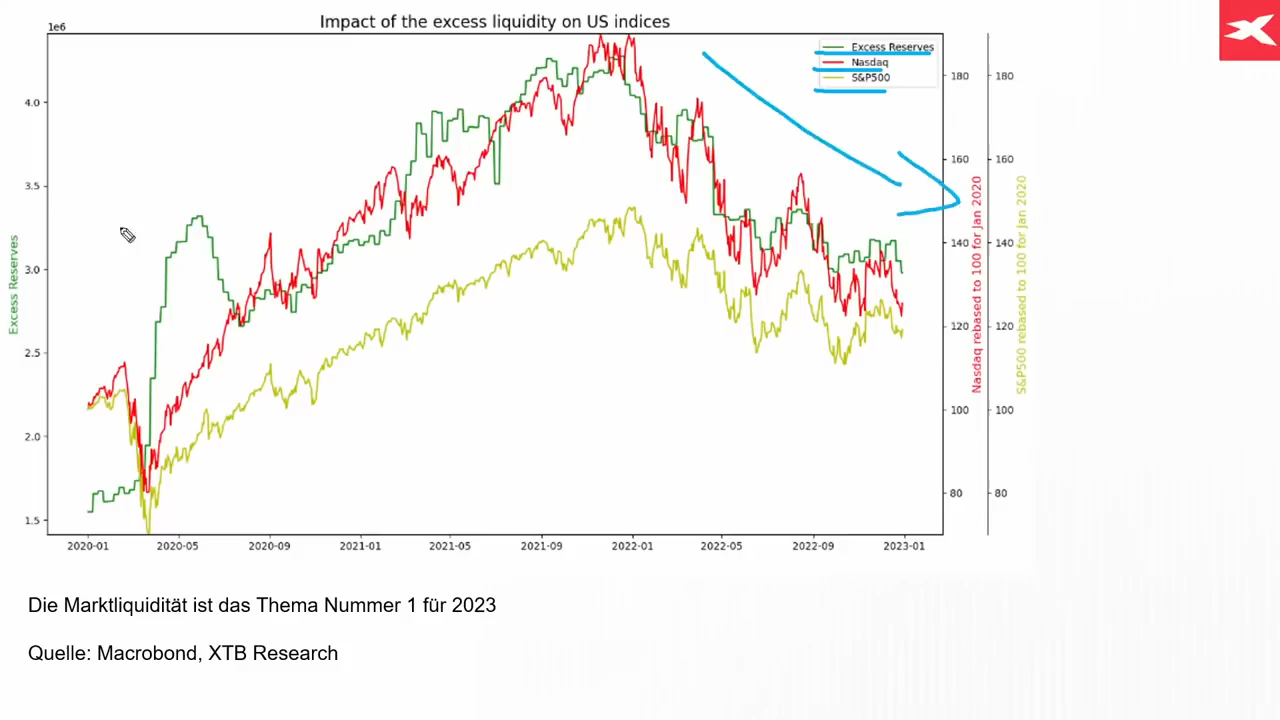 Impact of the excess liquidity on US indices
1e6
Excess Reserves
Nasdaq
S&P500
4.0
3.5
3.0
2.5
2.0
1.5
Excess Reserves
180
160
140
120
100
80
Nasdaq rebased to 100 for Jan 2020
180
160
140
120
100
80
S&P500 rebased to 100 for Jan 2020
2020-01 2020-05 2020-09 2021-01 2021-05 2021-09 2022-01 2022-05 2022-09 2023-01
Die Marktliquidität ist das Thema Nummer 1 für 2023
Quelle: Macrobond, XTB Research